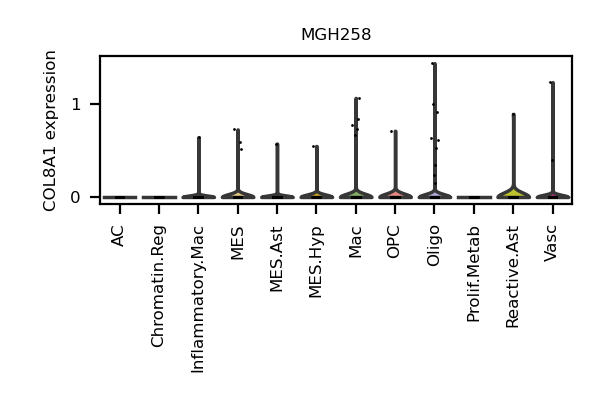 MGH258
COL8A1 expression
1
0
AC
Chromatin.Reg
Inflammatory.Mac
MES
MES.Ast
MES.Hyp
Mac
OPC
Oligo
Prolif.Metab
Reactive.Ast
Vasc